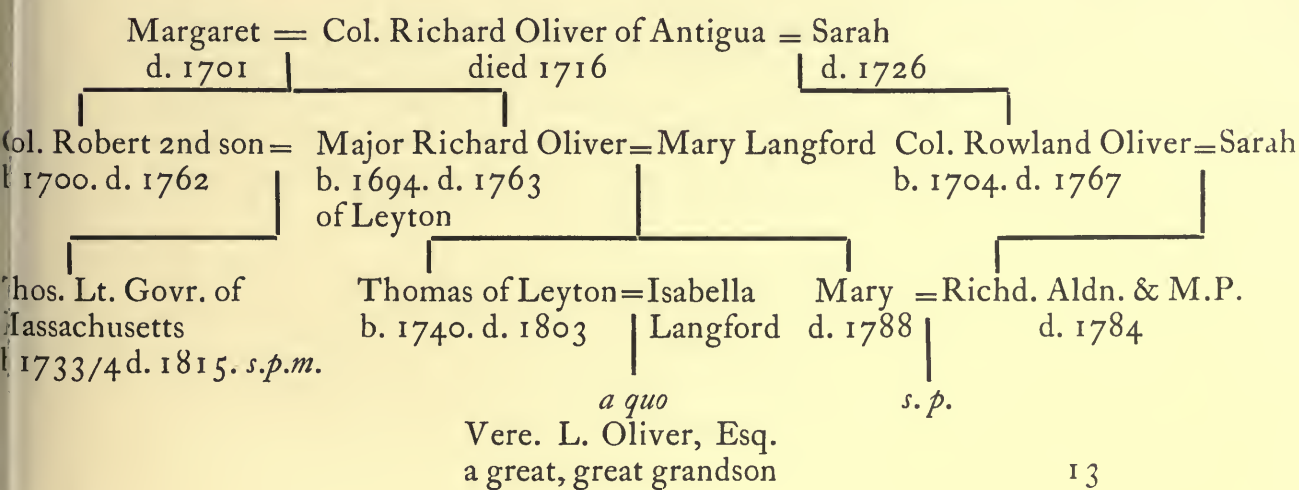 Margaret = Col. Richard Oliver of Antigua = Sarah
d. 1701 died 1716 d. 1726
Robert 2nd son = Major Richard Oliver = Mary Langford Col. Rowland Oliver = Sarah
1700. d. 1762 b. 1694. d. 1763 b. 1704. d. 1767
of Leyton
Lt. Govr. of Thomas of Leyton = Isabella Mary = Richd. Aldn. & M.P.
b. 1740. d. 1803 Langford d. 1788 d. 1784
1733/4 d. 1815. s.p.m.
a quo s.p.
Vere. L. Oliver, Esq.
a great, great grandson 13